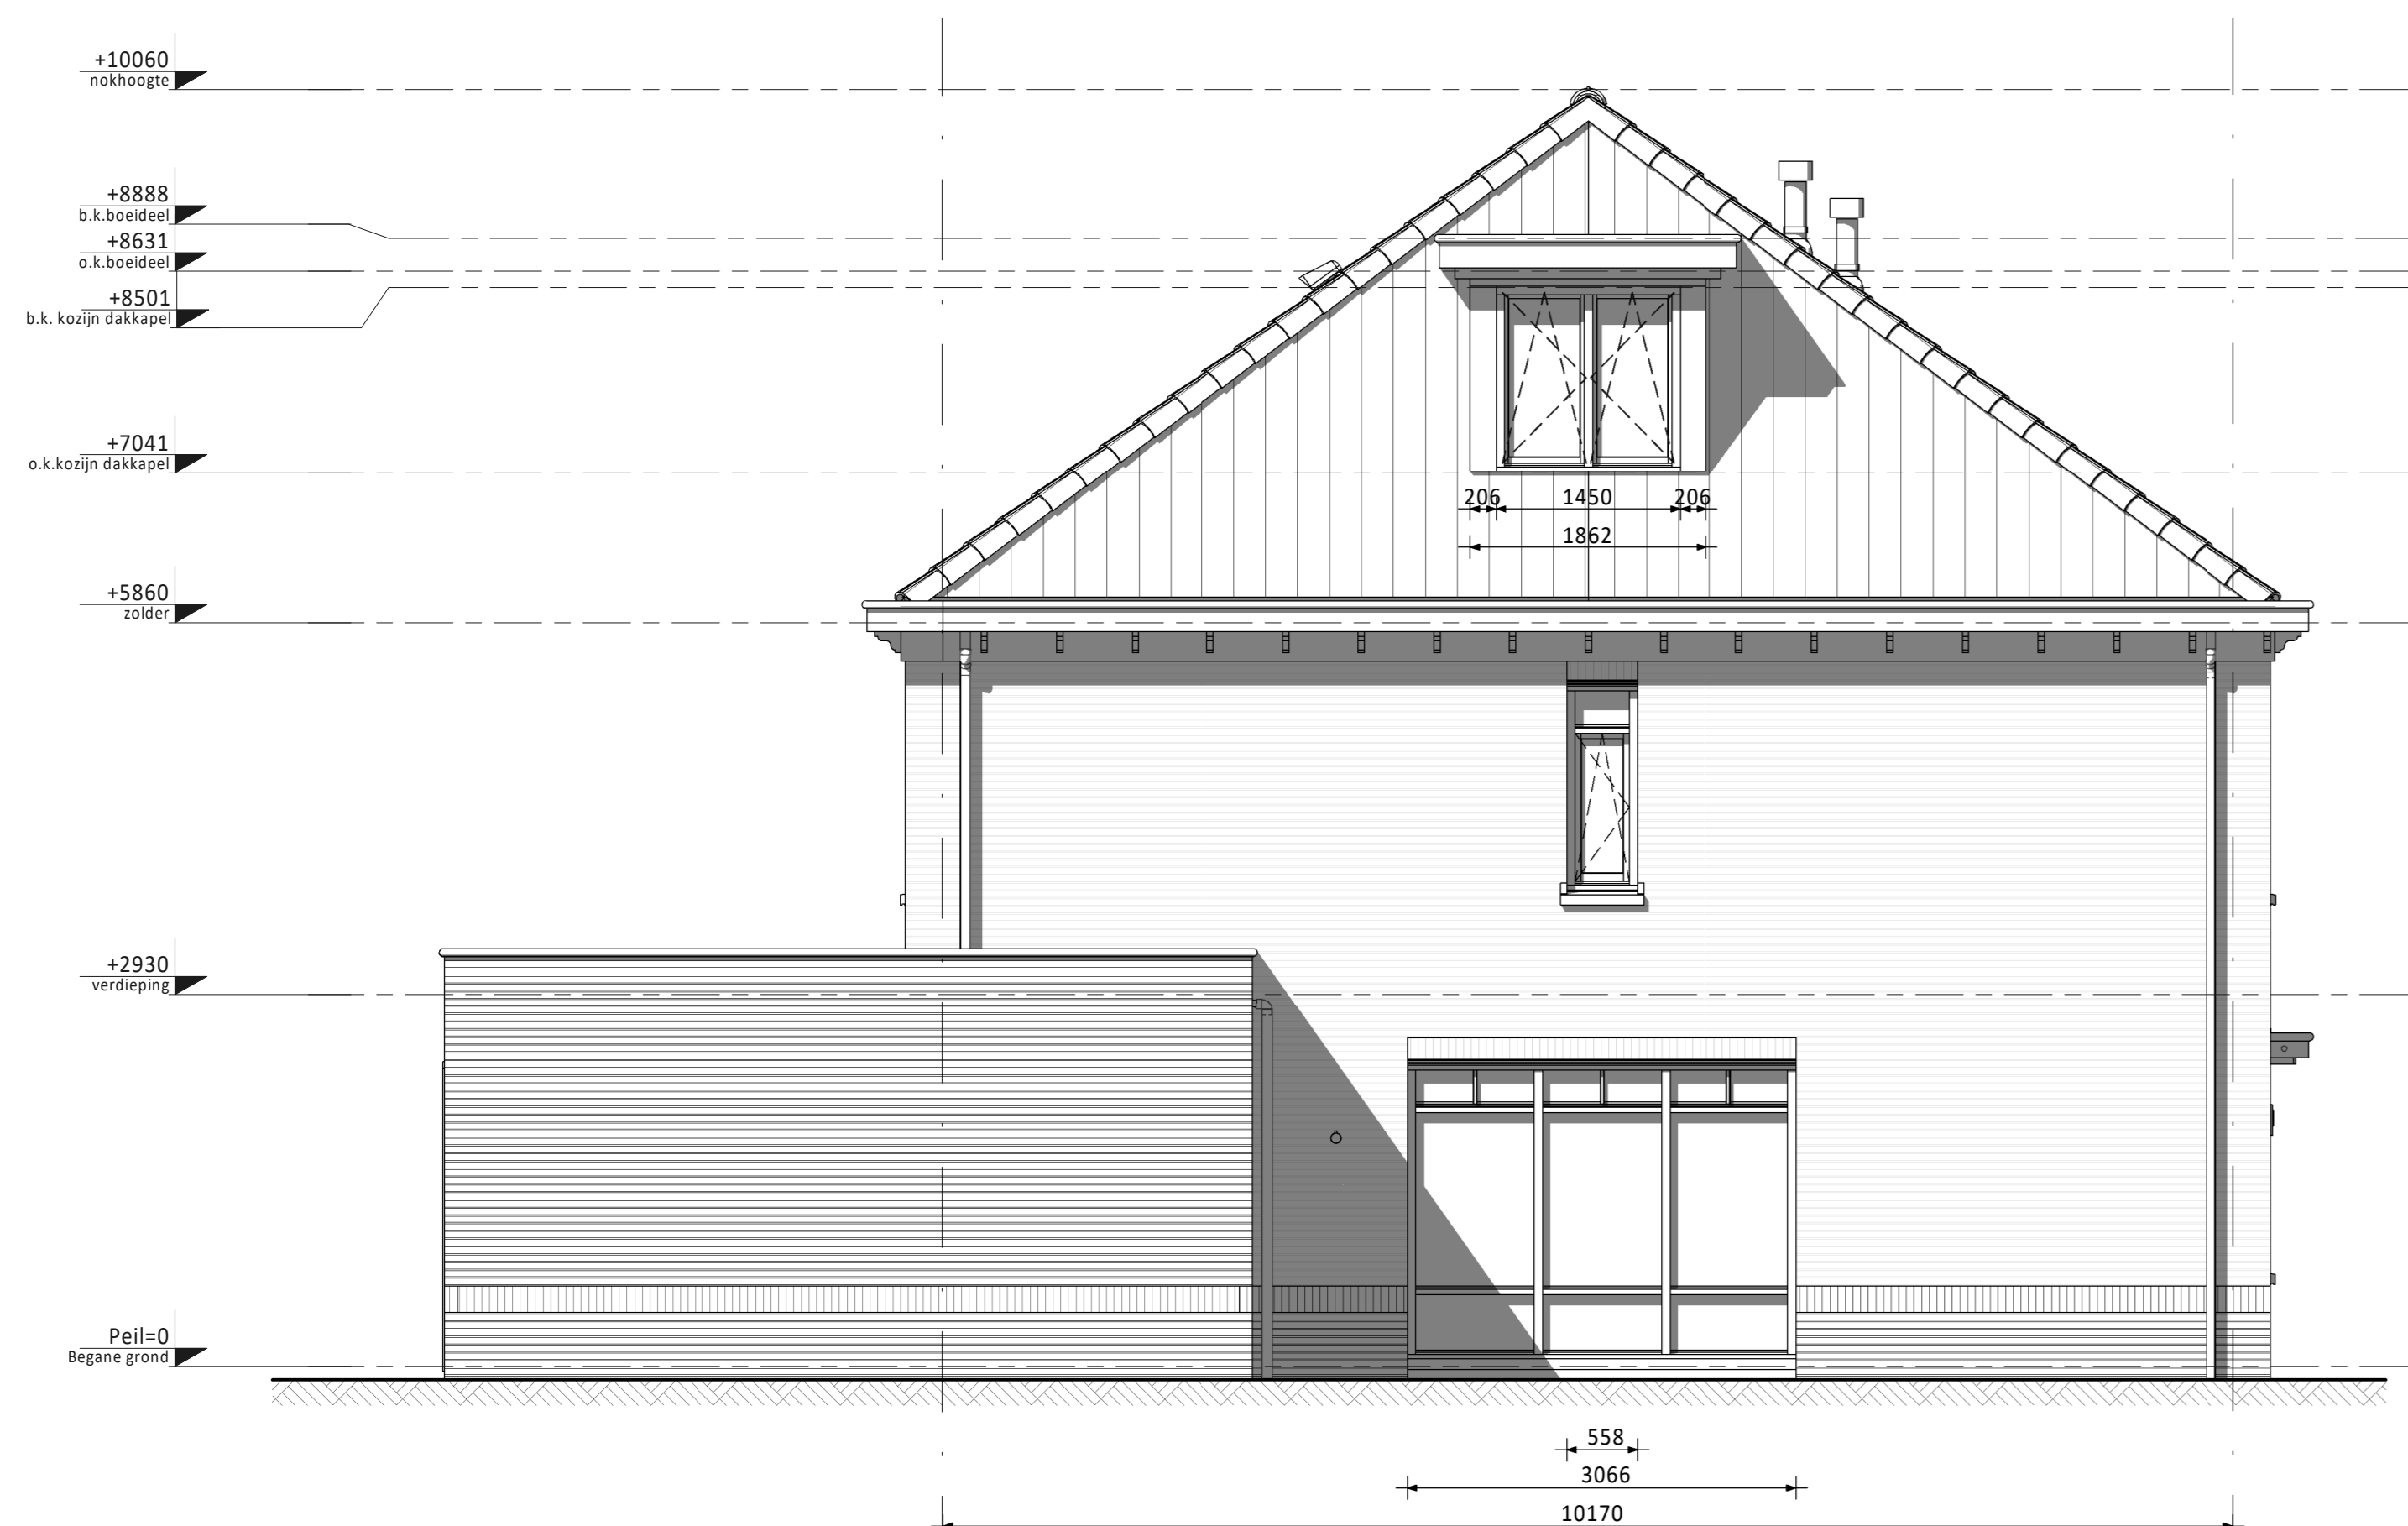 +10060
nokhoogte
+8888
b.k.boeideel
+8631
o.k.boeideel
+8501
b.k. kozijn dakkapel
+7041
o.k.kozijn dakkapel
206 1450 206
1862
+5860
zolder
+2930
verdieping
Peil=0
Begane grond
558
3066
10170